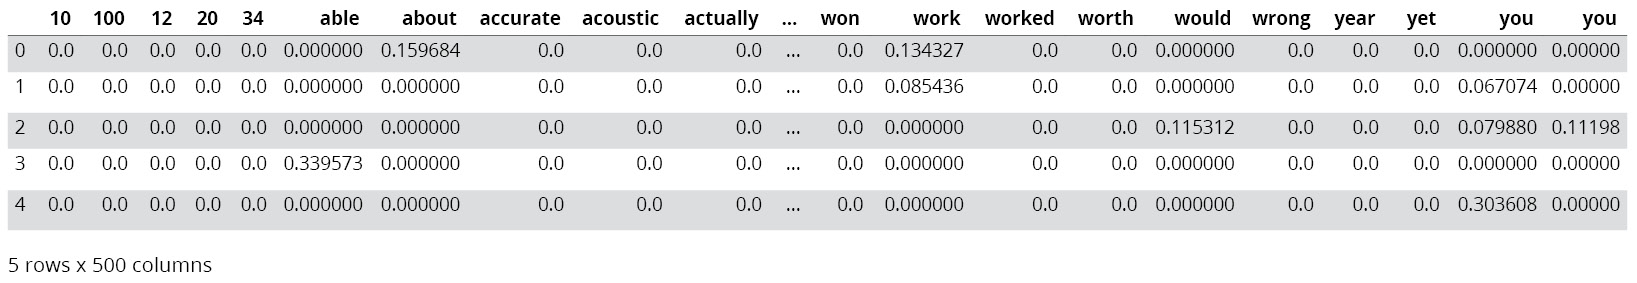 10 100 12 20 34 able about accurate acoustic actually ... won work worked worth would wrong year yet you you
0 0.0 0.0 0.0 0.0 0.0 0.000000 0.159684 0.0 0.0 0.0 ... 0.0 0.134327 0.0 0.0 0.000000 0.0 0.0 0.0 0.000000 0.00000
1 0.0 0.0 0.0 0.0 0.0 0.000000 0.000000 0.0 0.0 0.0 ... 0.0 0.085436 0.0 0.0 0.000000 0.0 0.0 0.0 0.067074 0.00000
2 0.0 0.0 0.0 0.0 0.0 0.000000 0.000000 0.0 0.0 0.0 ... 0.0 0.000000 0.0 0.0 0.115312 0.0 0.0 0.0 0.079880 0.11198
3 0.0 0.0 0.0 0.0 0.0 0.339573 0.000000 0.0 0.0 0.0 ... 0.0 0.000000 0.0 0.0 0.000000 0.0 0.0 0.0 0.000000 0.00000
4 0.0 0.0 0.0 0.0 0.0 0.000000 0.000000 0.0 0.0 0.0 ... 0.0 0.000000 0.0 0.0 0.000000 0.0 0.0 0.0 0.303608 0.00000
5 rows x 500 columns